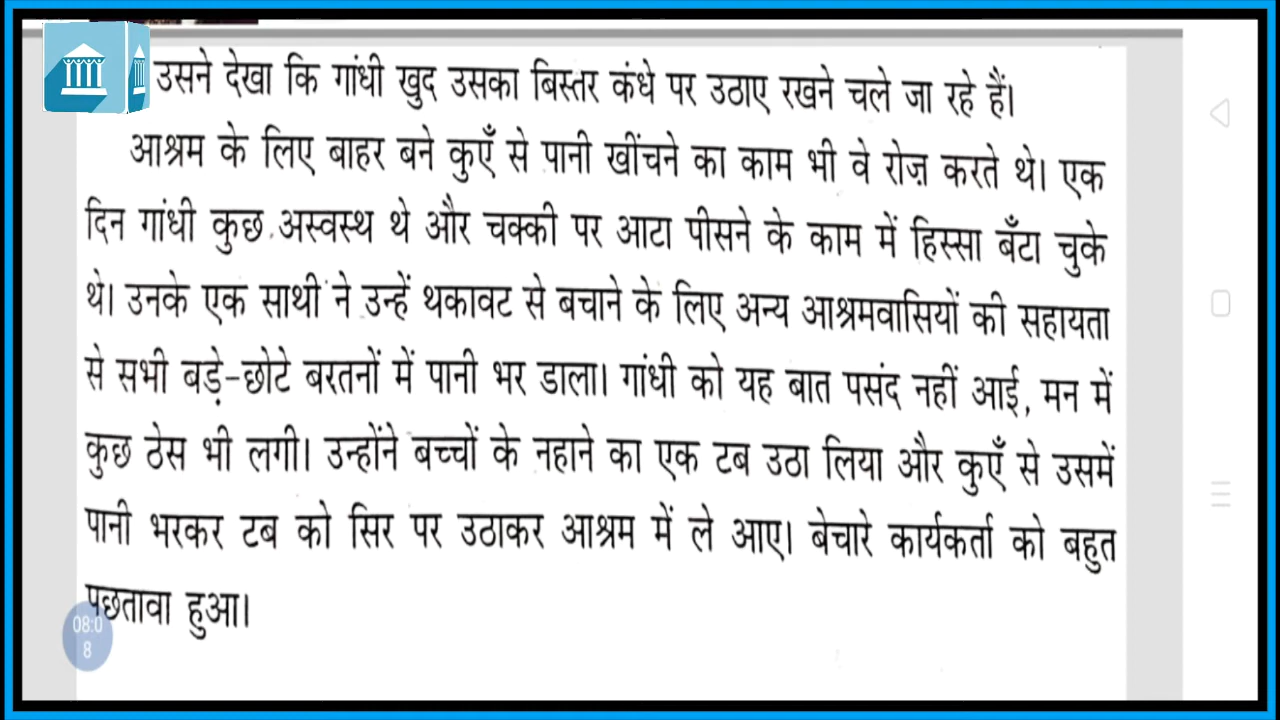 उसने देखा कि गांधी खुद उसका बिस्तर कंधे पर उठाए रखने चले जा रहे हैं।
आश्रम के लिए बाहर बने कुएँ से पानी खींचने का काम भी वे रोज़ करते थे। एक
दिन गांधी कुछ अस्वस्थ थे और चक्की पर आटा पीसने के काम में हिस्सा बँटा चुके
थे। उनके एक साथी ने उन्हें थकावट से बचाने के लिए अन्य आश्रमवासियों की सहायता
से सभी बड़े-छोटे बरतनों में पानी भर डाला। गांधी को यह बात पसंद नहीं आई, मन में
कुछ ठेस भी लगी। उन्होंने बच्चों के नहाने का एक टब उठा लिया और कुएँ से उसमें
पानी भरकर टब को सिर पर उठाकर आश्रम में ले आए। बेचारे कार्यकर्ता को बहुत
पछतावा हुआ।
08:0
8